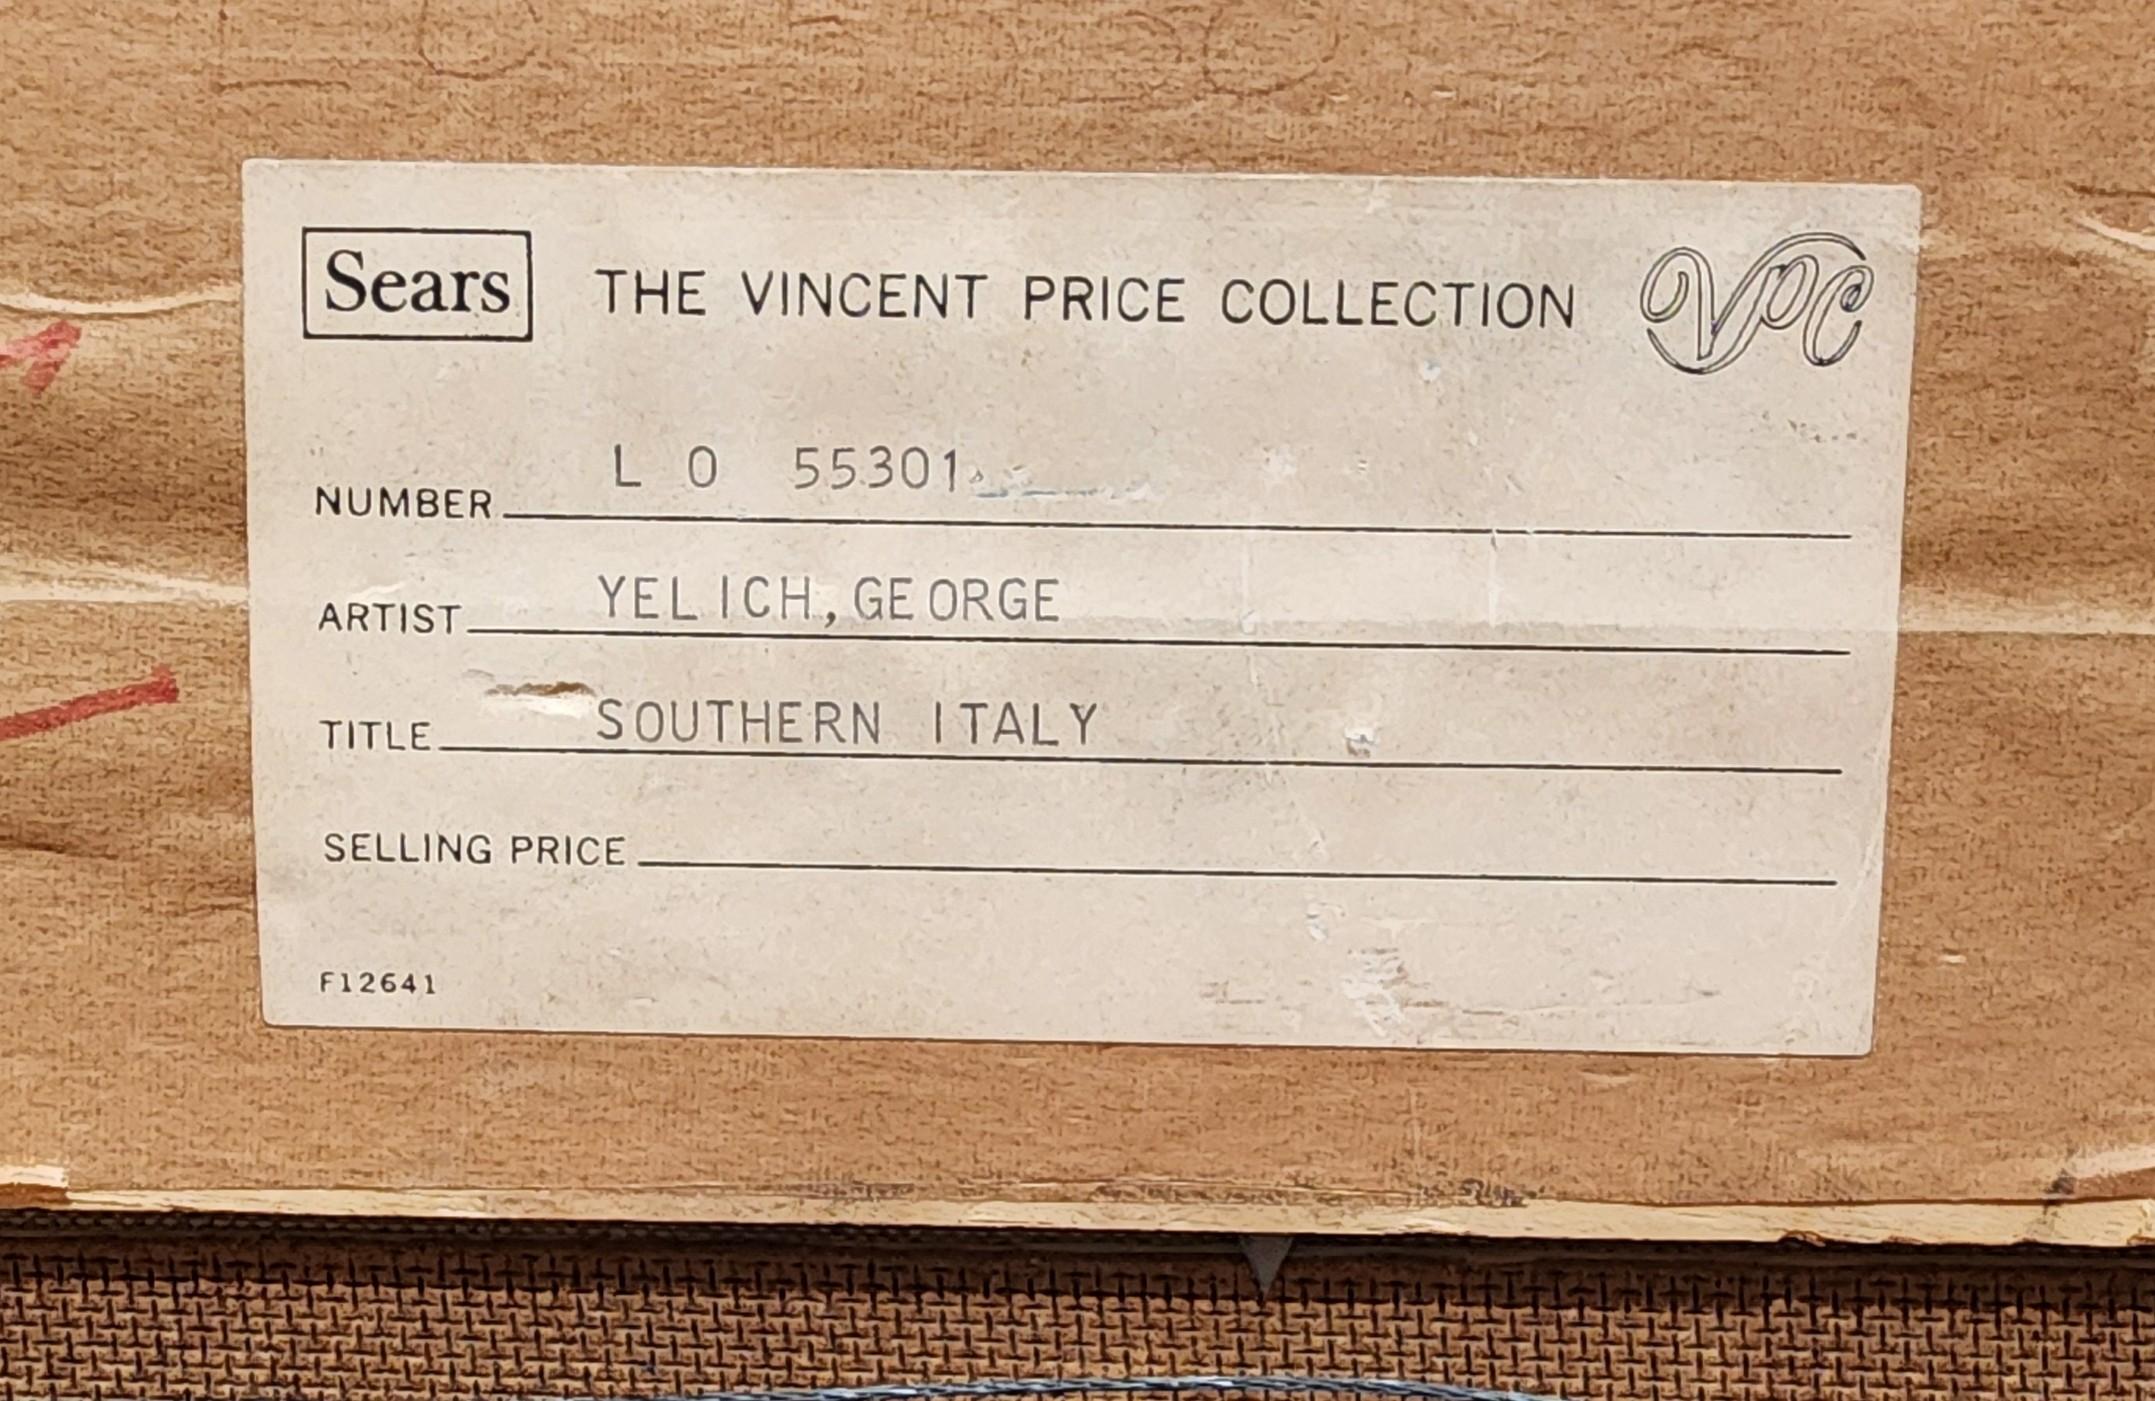 Sears THE VINCENT PRICE COLLECTION VPC
NUMBER L O 55301
ARTIST YELICH, GEORGE
TITLE SOUTHERN ITALY
SELLING PRICE
F12641